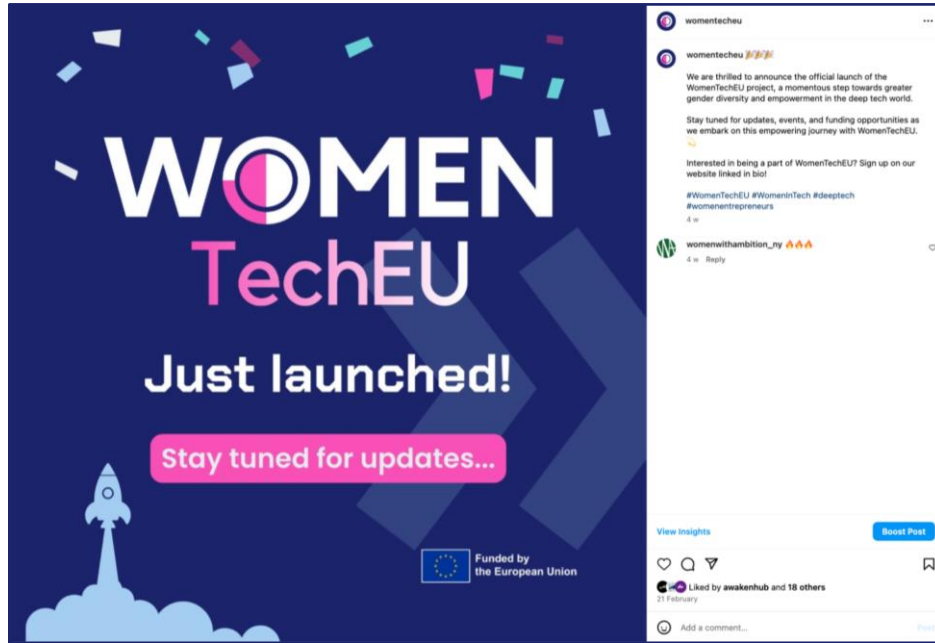 WOMEN
TechEU
Just launched!
Stay tuned for updates...
Funded by
the European Union
womentecheu
womentecheu 🎉🎉🎉
We are thrilled to announce the official launch of the
WomenTechEU project, a momentous step towards greater
gender diversity and empowerment in the deep tech world.
Stay tuned for updates, events, and funding opportunities as
we embark on this empowering journey with WomenTechEU.
💫
Interested in being a part of WomenTechEU? Sign up on our
website linked in bio!
#WomenTechEU #WomenInTech #deeptech
#womenentrepreneurs
4 w
womenwithambition_ny 🔥🔥🔥
4 w Reply
View Insights
Boost Post
Liked by awakenhub and 18 others
21 February
Add a comment...
Post